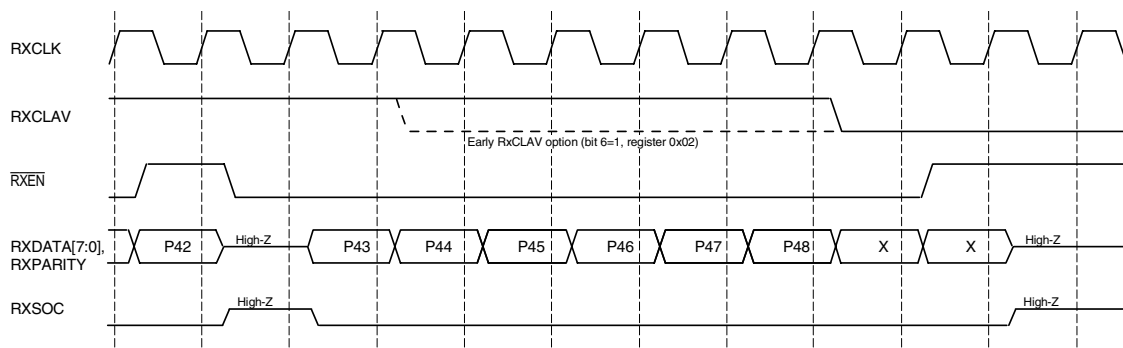 RXCLK
RXCLAV
Early RxCLAV option (bit 6=1, register 0x02)
RXEN
RXDATA[7:0], P42 High-Z P43 P44 P45 P46 P47 P48 X X High-Z
RXPARITY
RXSOC High-Z High-Z